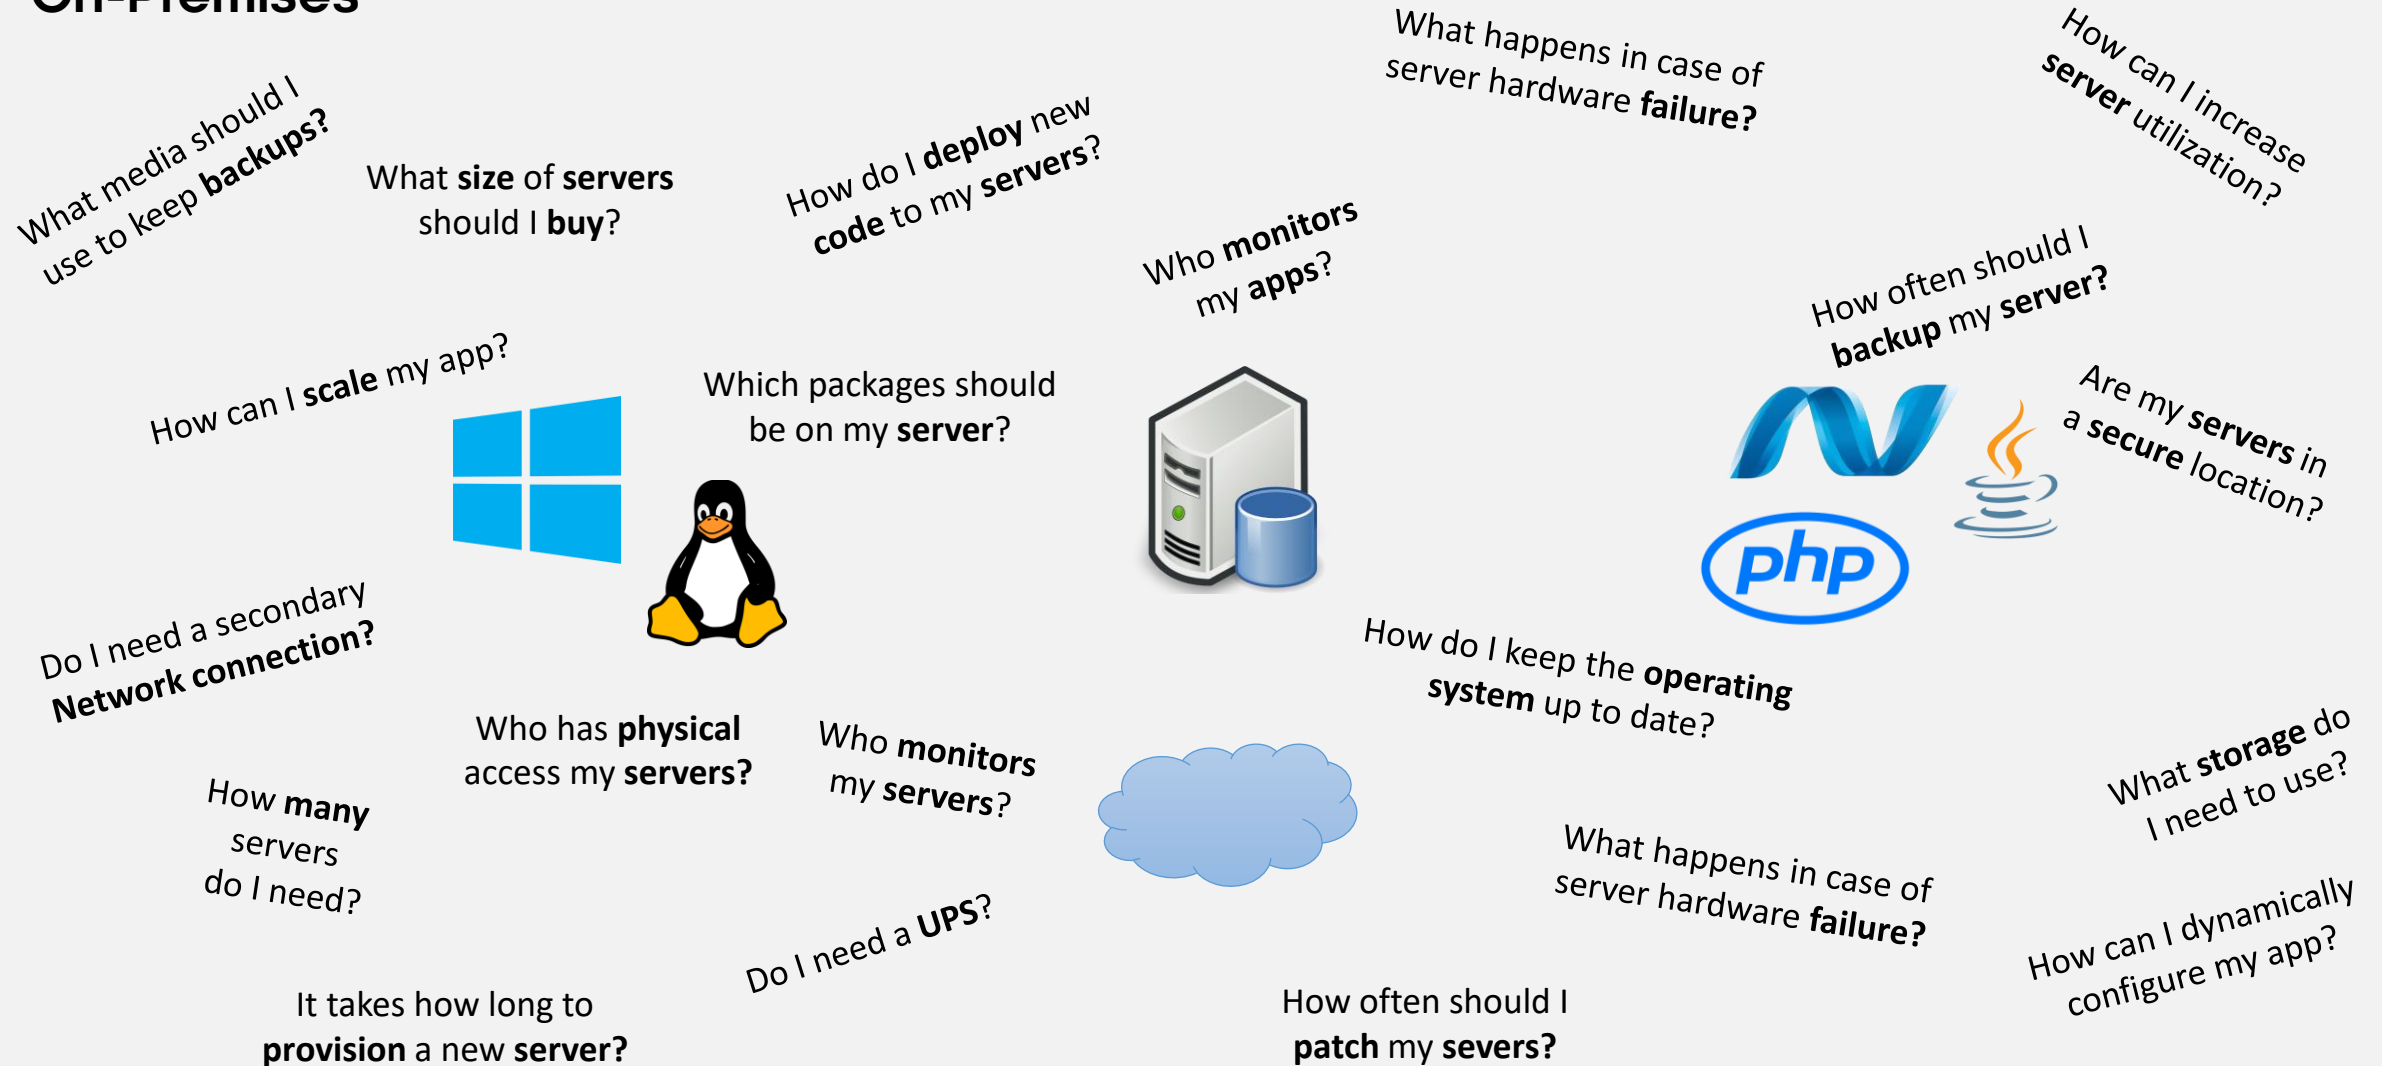 On-Premises
What media should I
use to keep backups?
What size of servers
should I buy?
How do I deploy new
code to my servers?
What happens in case of
server hardware failure?
How can I increase
server utilization?
Who monitors
my apps?
How often should I
backup my server?
How can I scale my app?
Which packages should
be on my server?
Are my servers in
a secure location?
php
Do I need a secondary
Network connection?
How do I keep the operating
system up to date?
Who has physical
access my servers?
Who monitors
my servers?
What storage do
I need to use?
How many
servers
do I need?
What happens in case of
server hardware failure?
Do I need a UPS?
How can I dynamically
configure my app?
It takes how long to
provision a new server?
How often should I
patch my severs?